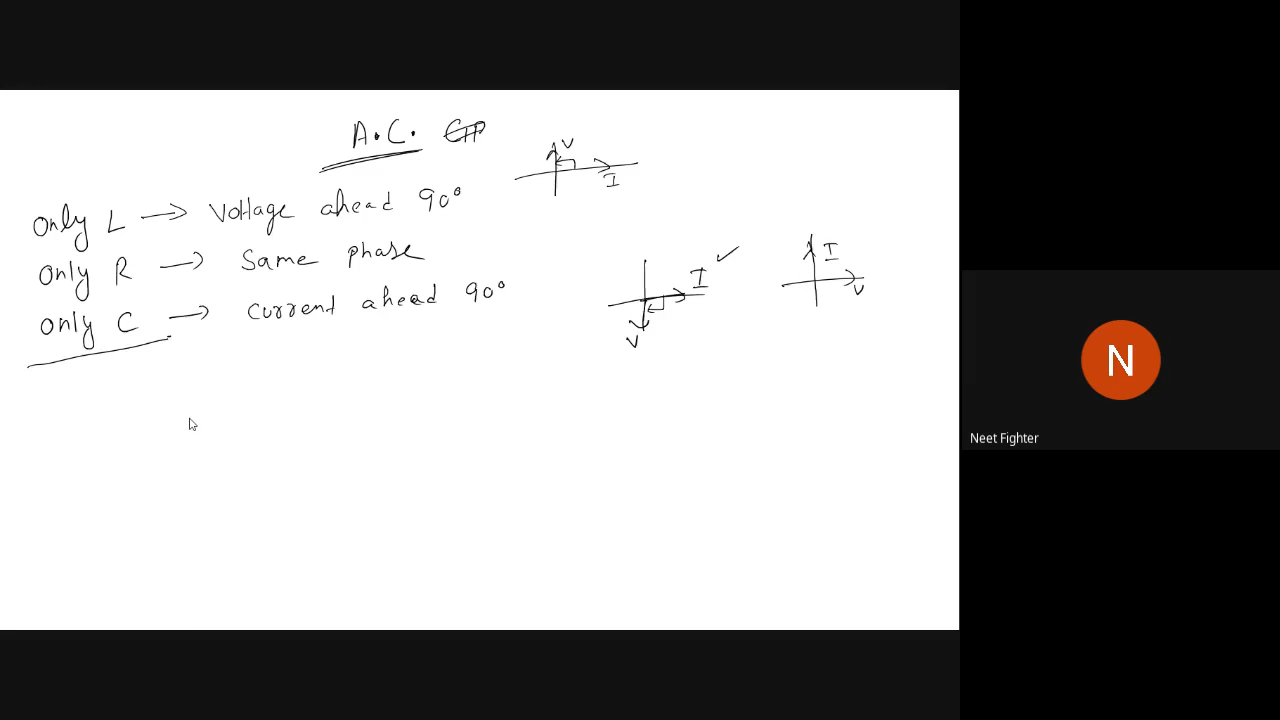 A.C.
V
I
only L → Voltage ahead 90°
only R → Same phase
only C → current ahead 90°
I ✓
V
I
V
N
Neet Fighter